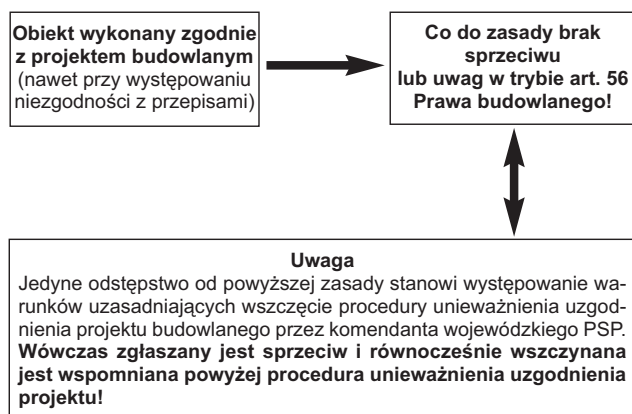 Obiekt wykonany zgodnie
z projektem budowlanym
(nawet przy występowaniu
niezgodności z przepisami)
Co do zasady brak
sprzeciwu
lub uwag w trybie art. 56
Prawa budowlanego!
Uwaga
Jedyne odstępstwo od powyższej zasady stanowi występowanie wa-
runków uzasadniających wszczęcie procedury unieważnienia uzgod-
nienia projektu budowlanego przez komendanta wojewódzkiego PSP.
Wówczas zgłaszany jest sprzeciw i równocześnie wszczynana
jest wspomniana powyżej procedura unieważnienia uzgodnienia
projektu!